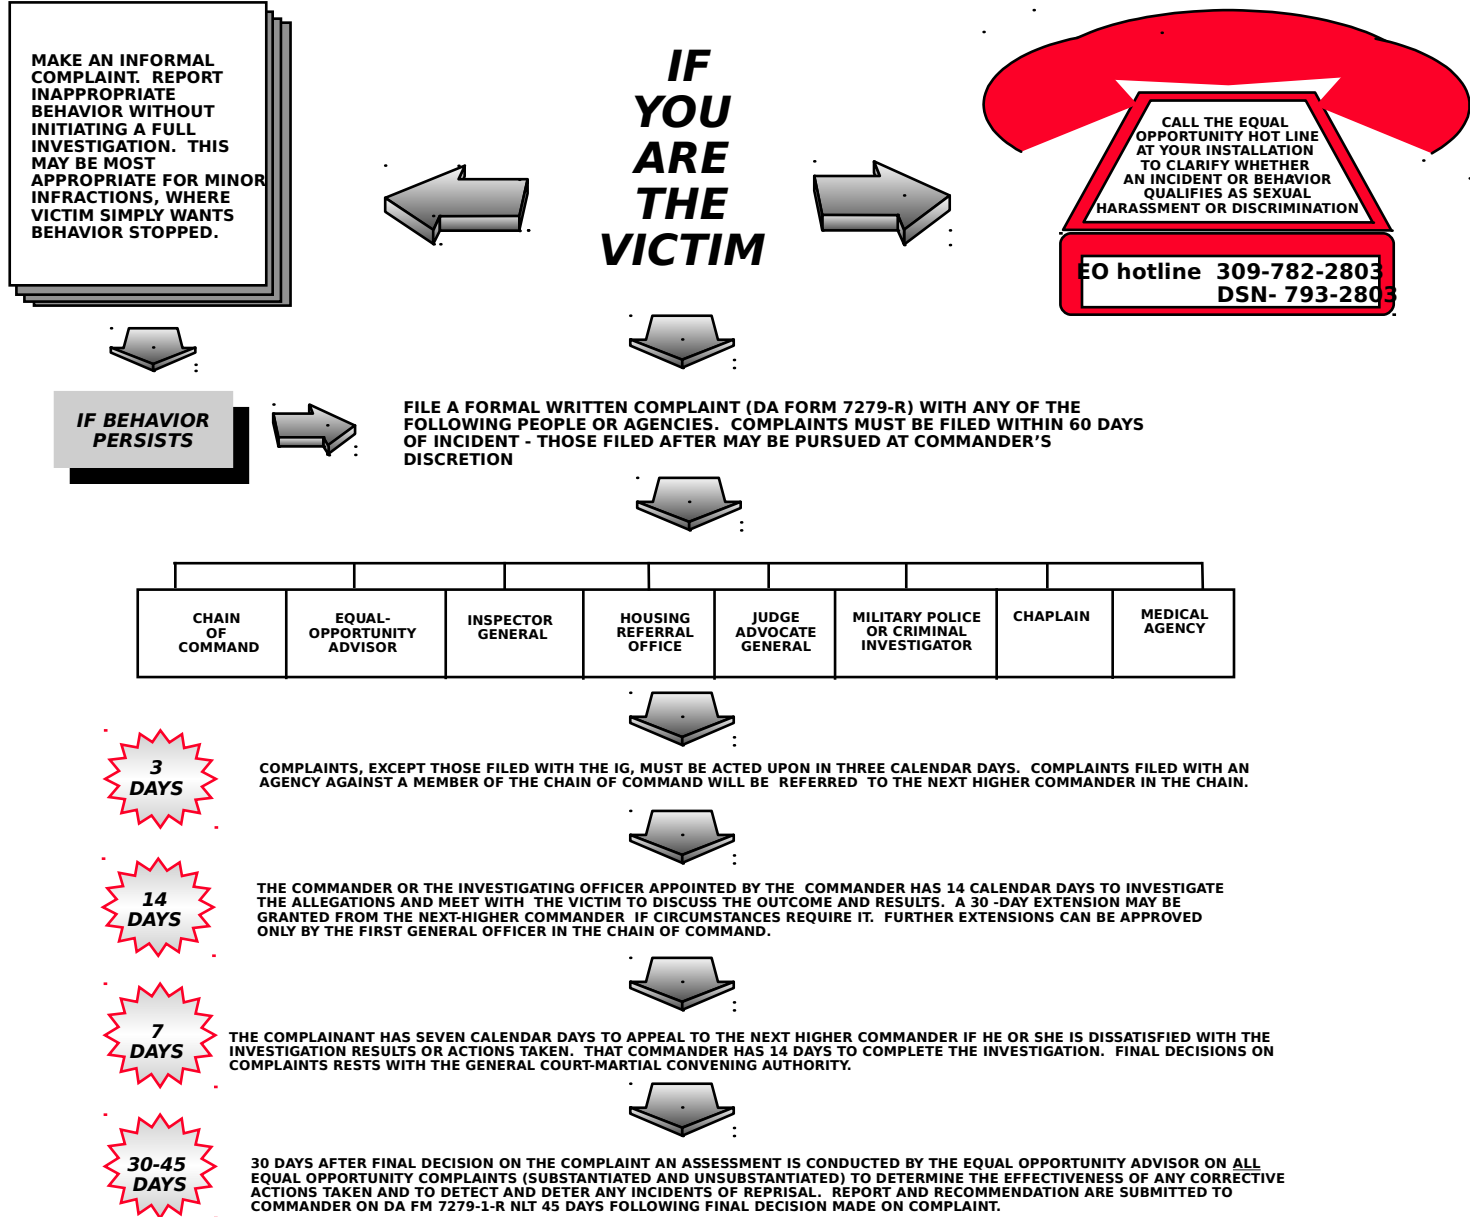 MAKE AN INFORMAL
COMPLAINT.  REPORT
INAPPROPRIATE
BEHAVIOR WITHOUT
INITIATING A FULL
INVESTIGATION.  THIS
MAY BE MOST
APPROPRIATE FOR MINOR
INFRACTIONS, WHERE
VICTIM SIMPLY WANTS
BEHAVIOR STOPPED.
IF
YOU
ARE
THE
VICTIM
CALL THE EQUAL
OPPORTUNITY HOT LINE
AT YOUR INSTALLATION
TO CLARIFY WHETHER
AN INCIDENT OR BEHAVIOR
QUALIFIES AS SEXUAL
HARASSMENT OR DISCRIMINATION
EO hotline  309-782-2803
DSN- 793-2803
IF BEHAVIOR
PERSISTS
FILE A FORMAL WRITTEN COMPLAINT (DA FORM 7279-R) WITH ANY OF THE
FOLLOWING PEOPLE OR AGENCIES.  COMPLAINTS MUST BE FILED WITHIN 60 DAYS
OF INCIDENT - THOSE FILED AFTER MAY BE PURSUED AT COMMANDER’S
DISCRETION
CHAIN
OF
COMMAND
EQUAL-
OPPORTUNITY
ADVISOR
INSPECTOR
GENERAL
HOUSING
REFERRAL
OFFICE
JUDGE
ADVOCATE
GENERAL
MILITARY POLICE
OR CRIMINAL
INVESTIGATOR
CHAPLAIN
MEDICAL
AGENCY
3
DAYS
COMPLAINTS, EXCEPT THOSE FILED WITH THE IG, MUST BE ACTED UPON IN THREE CALENDAR DAYS.  COMPLAINTS FILED WITH AN
AGENCY AGAINST A MEMBER OF THE CHAIN OF COMMAND WILL BE  REFERRED  TO THE NEXT HIGHER COMMANDER IN THE CHAIN.
14
DAYS
THE COMMANDER OR THE INVESTIGATING OFFICER APPOINTED BY THE  COMMANDER HAS 14 CALENDAR DAYS TO INVESTIGATE
THE ALLEGATIONS AND MEET WITH  THE VICTIM TO DISCUSS THE OUTCOME AND RESULTS.  A 30 -DAY EXTENSION MAY BE
GRANTED FROM THE NEXT-HIGHER COMMANDER  IF CIRCUMSTANCES REQUIRE IT.  FURTHER EXTENSIONS CAN BE APPROVED
ONLY BY THE FIRST GENERAL OFFICER IN THE CHAIN OF COMMAND.
7
DAYS
THE COMPLAINANT HAS SEVEN CALENDAR DAYS TO APPEAL TO THE NEXT HIGHER COMMANDER IF HE OR SHE IS DISSATISFIED WITH THE
INVESTIGATION RESULTS OR ACTIONS TAKEN.  THAT COMMANDER HAS 14 DAYS TO COMPLETE THE INVESTIGATION.  FINAL DECISIONS ON
COMPLAINTS RESTS WITH THE GENERAL COURT-MARTIAL CONVENING AUTHORITY.
30-45
DAYS
30 DAYS AFTER FINAL DECISION ON THE COMPLAINT AN ASSESSMENT IS CONDUCTED BY THE EQUAL OPPORTUNITY ADVISOR ON ALL
EQUAL OPPORTUNITY COMPLAINTS (SUBSTANTIATED AND UNSUBSTANTIATED) TO DETERMINE THE EFFECTIVENESS OF ANY CORRECTIVE
ACTIONS TAKEN AND TO DETECT AND DETER ANY INCIDENTS OF REPRISAL.  REPORT AND RECOMMENDATION ARE SUBMITTED TO
COMMANDER ON DA FM 7279-1-R NLT 45 DAYS FOLLOWING FINAL DECISION MADE ON COMPLAINT.